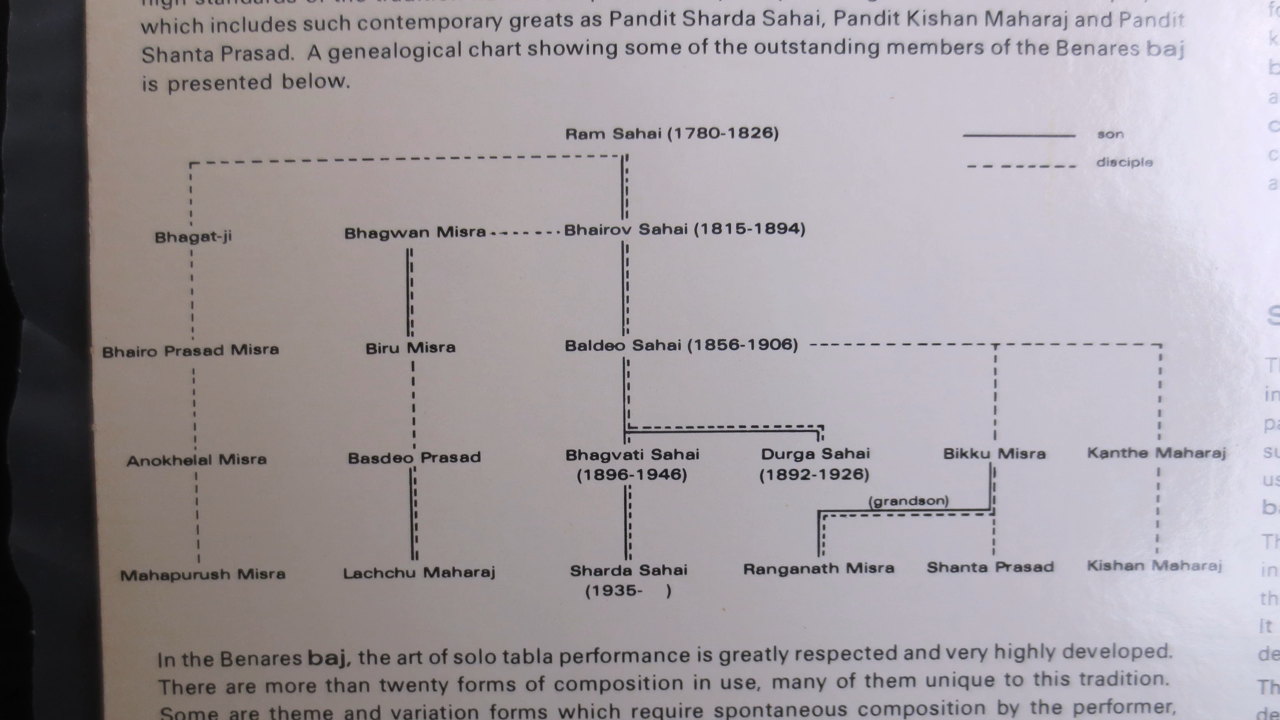 high standards of the tradition
which includes such contemporary greats as Pandit Sharda Sahai, Pandit Kishan Maharaj and Pandit
Shanta Prasad. A genealogical chart showing some of the outstanding members of the Benares baj
is presented below.
Ram Sahai (1780-1826)
son
disciple
Bhagat-ji
Bhagwan Misra
Bhairov Sahai (1815-1894)
Bhairo Prasad Misra
Biru Misra
Baldeo Sahai (1856-1906)
Anokhelal Misra
Basdeo Prasad
Bhagvati Sahai
(1896-1946)
Durga Sahai
(1892-1926)
Bikku Misra
Kanthe Maharaj
(grandson)
Mahapurush Misra
Lachchu Maharaj
Sharda Sahai
(1935- )
Ranganath Misra
Shanta Prasad
Kishan Maharaj
In the Benares baj, the art of solo tabla performance is greatly respected and very highly developed.
There are more than twenty forms of composition in use, many of them unique to this tradition.
Some are theme and variation forms which require spontaneous composition by the performer,